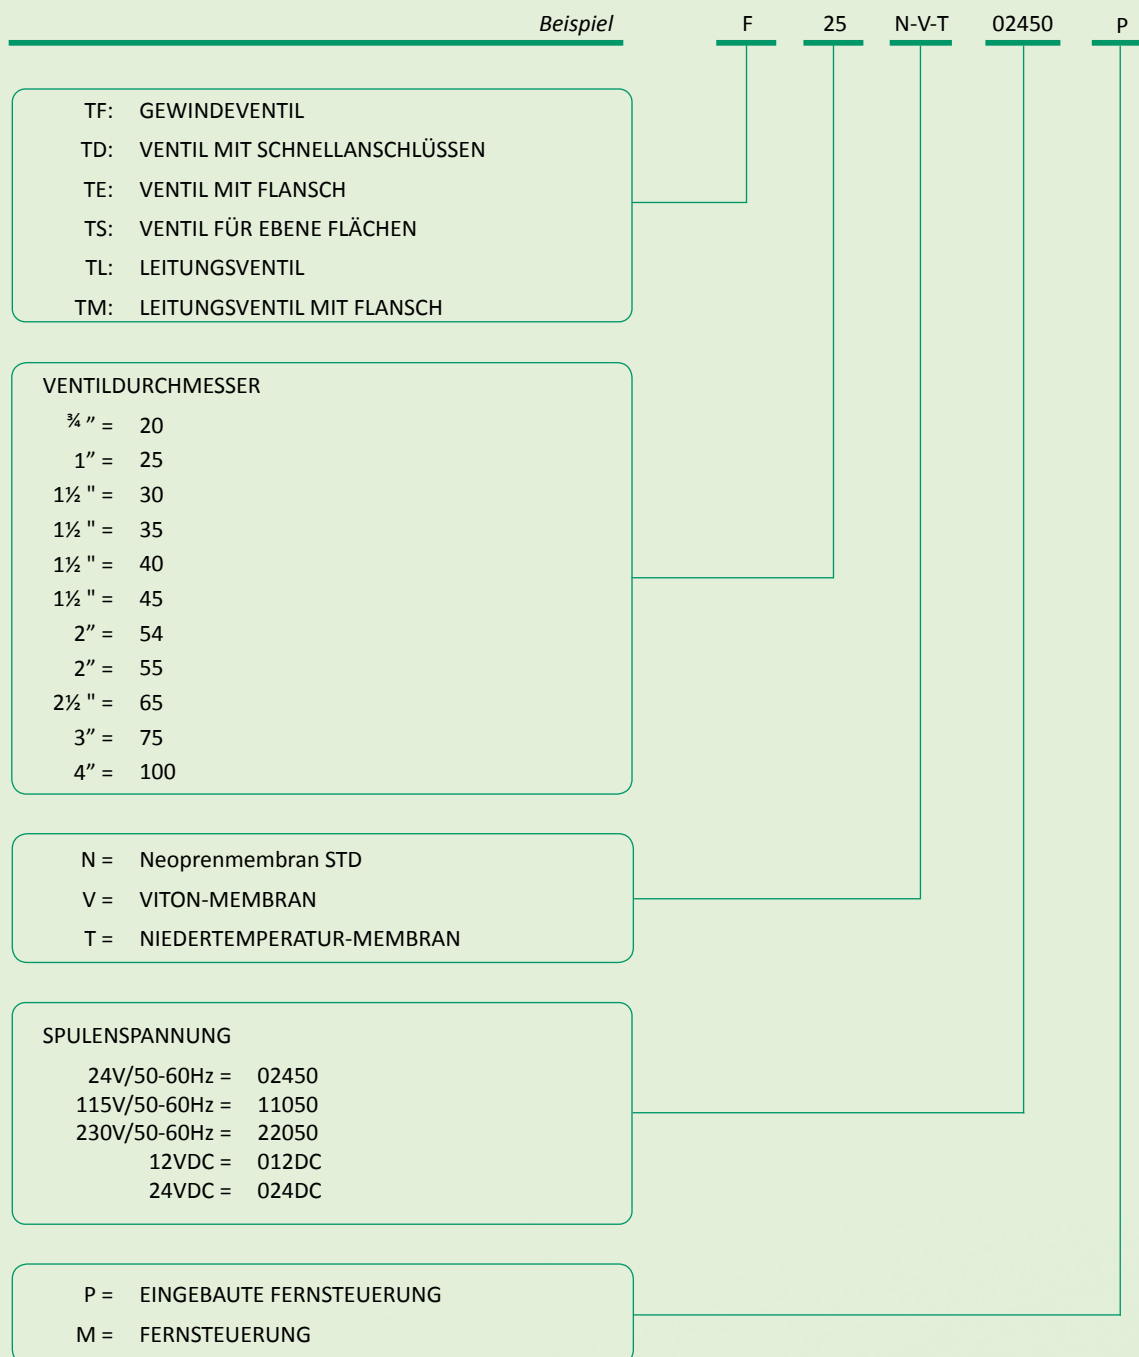 Beispiel F 25 N-V-T 02450 P
TF: GEWINDEVENTIL
TD: VENTIL MIT SCHNELLANSCHLÜSSEN
TE: VENTIL MIT FLANSCH
TS: VENTIL FÜR EBENE FLÄCHEN
TL: LEITUNGSVENTIL
TM: LEITUNGSVENTIL MIT FLANSCH
VENTILDURCHMESSER
¾ ” = 20
1” = 25
1½ " = 30
1½ " = 35
1½ " = 40
1½ " = 45
2” = 54
2” = 55
2½ " = 65
3” = 75
4” = 100
N = Neoprenmembran STD
V = VITON-MEMBRAN
T = NIEDERTEMPERATUR-MEMBRAN
SPULENSPANNUNG
24V/50-60Hz = 02450
115V/50-60Hz = 11050
230V/50-60Hz = 22050
12VDC = 012DC
24VDC = 024DC
P = EINGEBAUTE FERNSTEUERUNG
M = FERNSTEUERUNG